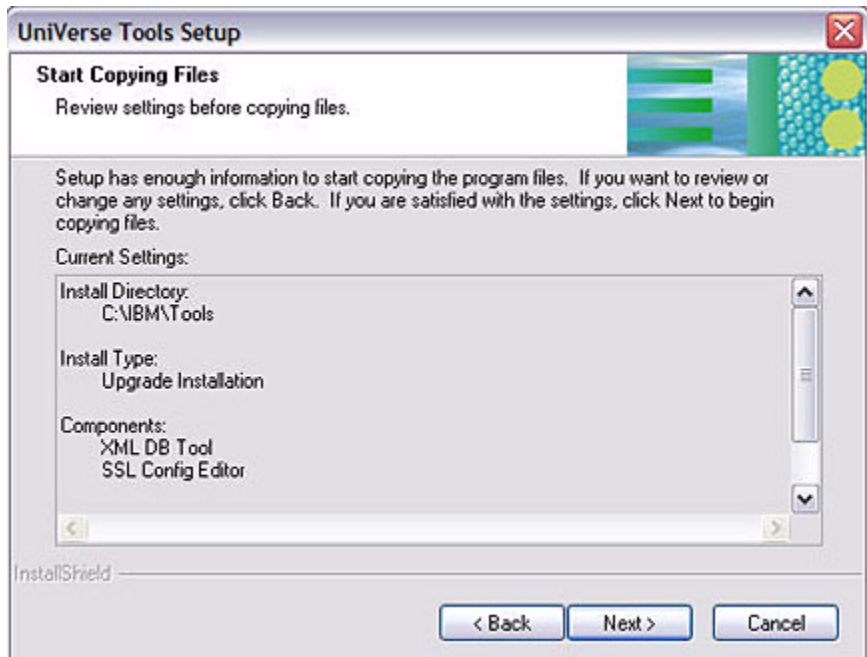 UniVerse Tools Setup
Start Copying Files
Review settings before copying files.
Setup has enough information to start copying the program files. If you want to review or
change any settings, click Back. If you are satisfied with the settings, click Next to begin
copying files.
Current Settings:
Install Directory:
C:\IBM\Tools
Install Type:
Upgrade Installation
Components:
XML DB Tool
SSL Config Editor
InstallShield
< Back
Next >
Cancel